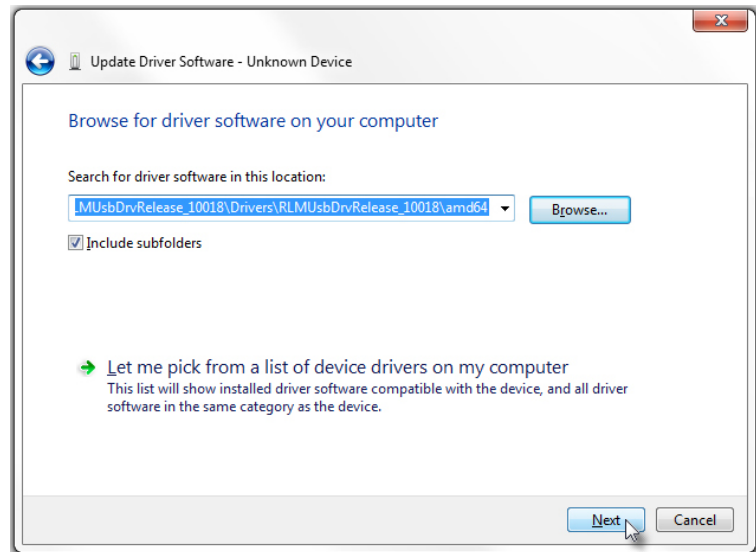 Update Driver Software - Unknown Device
Browse for driver software on your computer
Search for driver software in this location:
.MUsbDrvRelease_10018\Drivers\RLMUsbDrvRelease_10018\amd64
Browse...
Include subfolders
Let me pick from a list of device drivers on my computer
This list will show installed driver software compatible with the device, and all driver
software in the same category as the device.
Next
Cancel